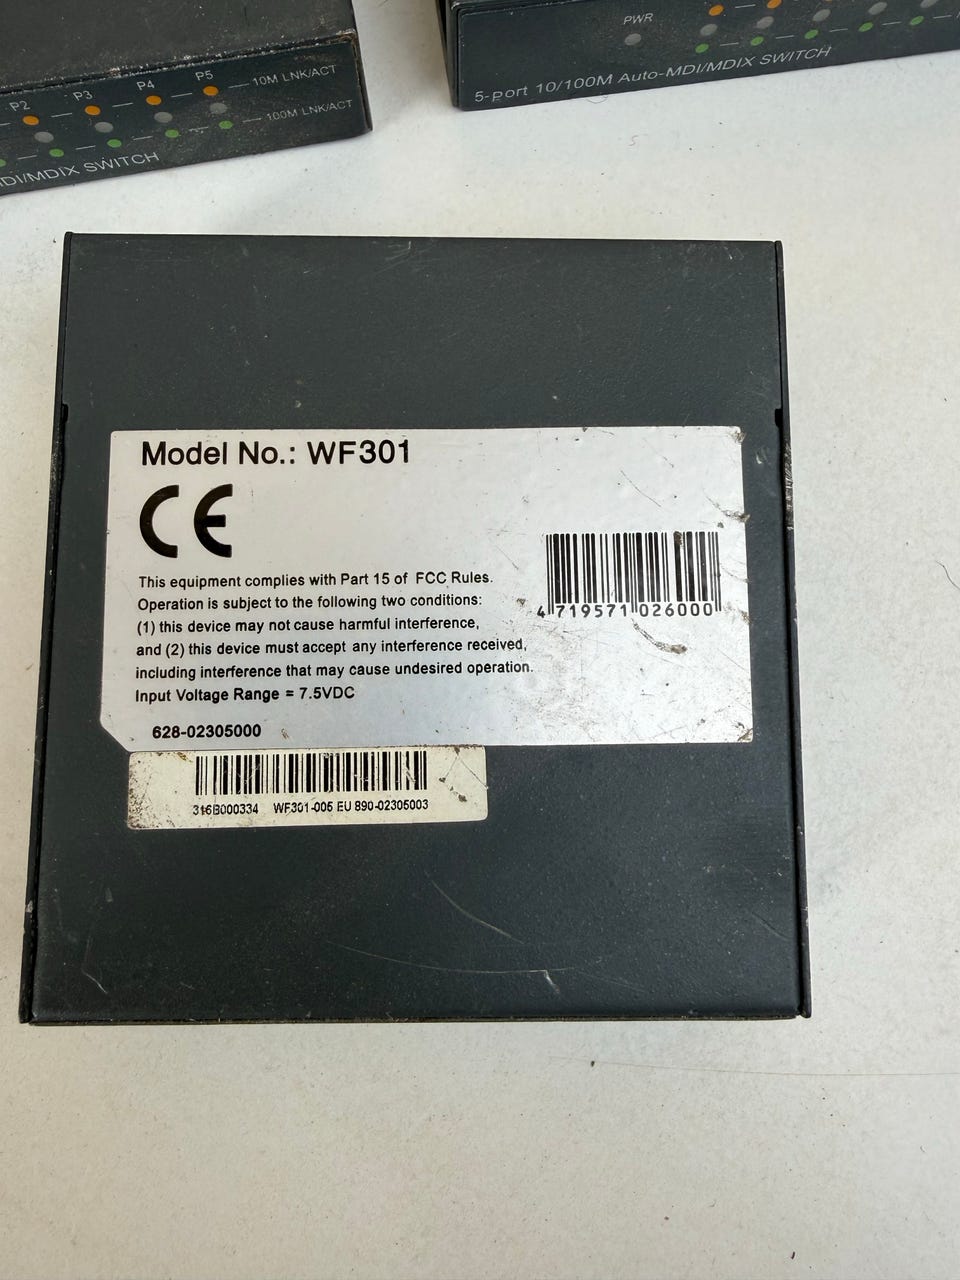 P2 P3 P4 P5 10M LNK/ACT
100M LNK/ACT
MDI/MDIX SWITCH
PWR
5-port 10/100M Auto-MDI/MDIX SWITCH
Model No.: WF301
CE
This equipment complies with Part 15 of FCC Rules.
Operation is subject to the following two conditions:
(1) this device may not cause harmful interference,
and (2) this device must accept any interference received,
including interference that may cause undesired operation.
Input Voltage Range = 7.5VDC
4 719571 026000
628-02305000
316B000334 WF301-005 EU 890-02305003